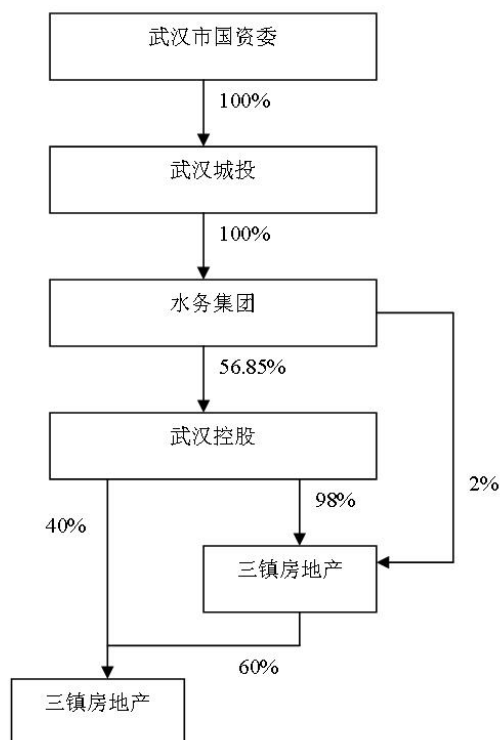 武汉市国资委
100%
武汉城投
100%
水务集团
56.85%
武汉控股
2%
98%
40%
三镇房地产
60%
三镇房地产